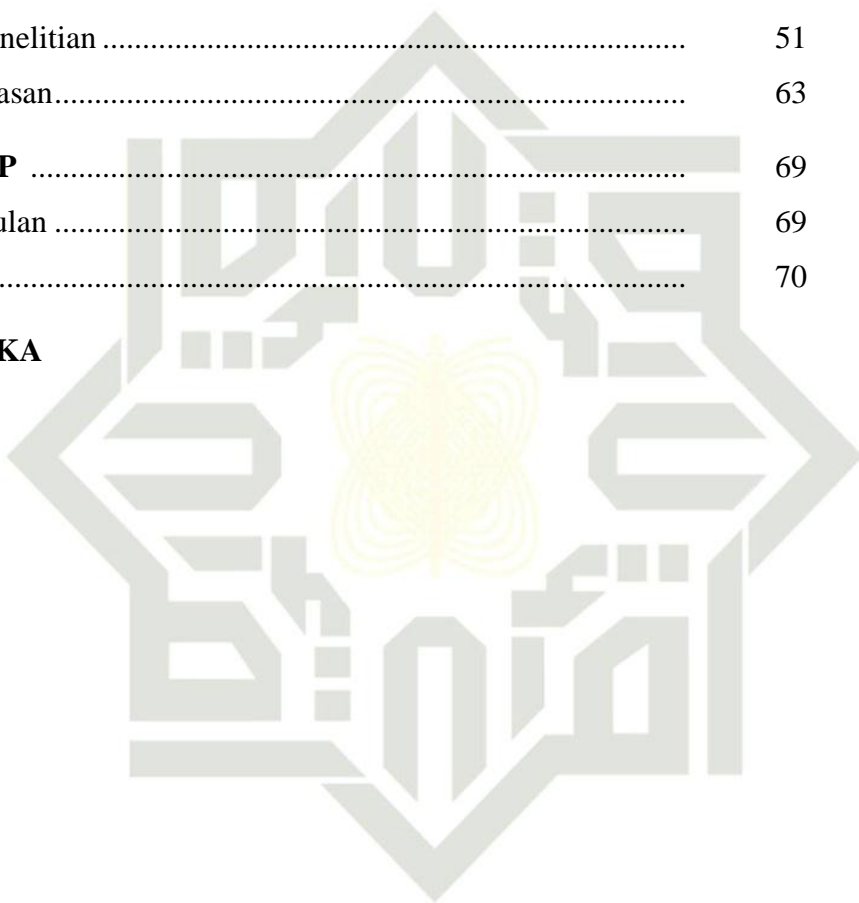 nelitian ........................................................................... 51
asan................................................................................. 63
P .................................................................................... 69
ulan ................................................................................. 69
........................................................................................ 70
KA